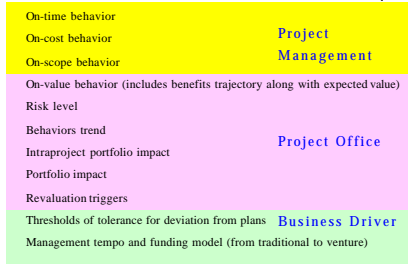 On-time behavior
On-cost behavior
Project
Management
On-scope behavior
On-value behavior (includes benefits trajectory along with expected value)
Risk level
Behaviors trend
Project Office
Intraproject portfolio impact
Portfolio impact
Revaluation triggers
Thresholds of tolerance for deviation from plans Business Driver
Management tempo and funding model (from traditional to venture)